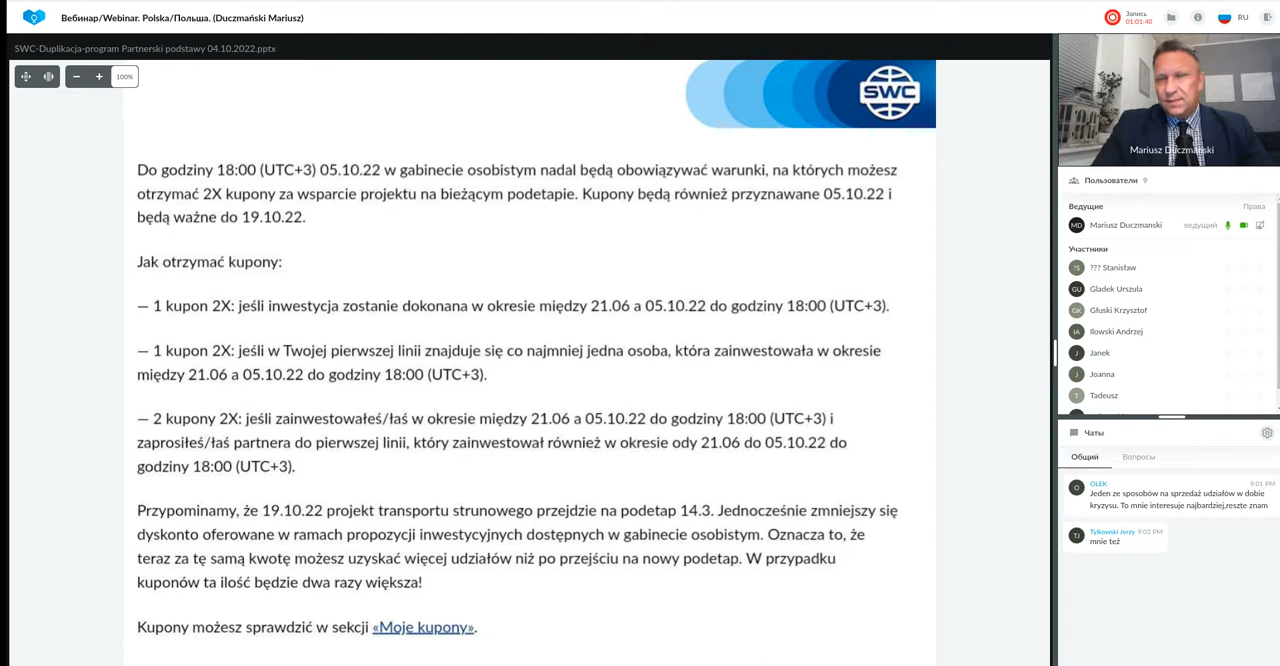 Вебинар/Webinar. Polska/Польша. (Duczmański Mariusz)
Запись
01:01:40
RU
SWC-Duplikacja-program Partnerski podstawy 04.10.2022.pptx
100%
SWC
Do godziny 18:00 (UTC+3) 05.10.22 w gabinecie osobistym nadal będą obowiązywać warunki, na których możesz
otrzymać 2X kupony za wsparcie projektu na bieżącym podetapie. Kupony będą również przyznawane 05.10.22 i
będą ważne do 19.10.22.
Jak otrzymać kupony:
— 1 kupon 2X: jeśli inwestycja zostanie dokonana w okresie między 21.06 a 05.10.22 do godziny 18:00 (UTC+3).
— 1 kupon 2X: jeśli w Twojej pierwszej linii znajduje się co najmniej jedna osoba, która zainwestowała w okresie
między 21.06 a 05.10.22 do godziny 18:00 (UTC+3).
— 2 kupony 2X: jeśli zainwestowałeś/łaś w okresie między 21.06 a 05.10.22 do godziny 18:00 (UTC+3) i
zaprosiłeś/łaś partnera do pierwszej linii, który zainwestował również w okresie ody 21.06 do 05.10.22 do
godziny 18:00 (UTC+3).
Przypominamy, że 19.10.22 projekt transportu strunowego przejdzie na podetap 14.3. Jednocześnie zmniejszy się
dyskonto oferowane w ramach propozycji inwestycyjnych dostępnych w gabinecie osobistym. Oznacza to, że
teraz za tę samą kwotę możesz uzyskać więcej udziałów niż po przejściu na nowy podetap. W przypadku
kuponów ta ilość będzie dwa razy większa!
Kupony możesz sprawdzić w sekcji «Moje kupony».
Mariusz Duczmański
Пользователи 9
Ведущие Права
MD Mariusz Duczmanski ведущий
Участники
?S ??? Stanisław
GU Gladek Urszula
GK Głuski Krzysztof
IA Ilowski Andrzej
J Janek
J Joanna
T Tadeusz
Чаты
Общий Вопросы
O OLEK 9:01 PM
Jeden ze sposobów na sprzedaż udziałów w dobie
kryzysu. To mnie interesuje najbardziej,reszte znam
TJ Tylkowski Jerzy 9:02 PM
mnie też